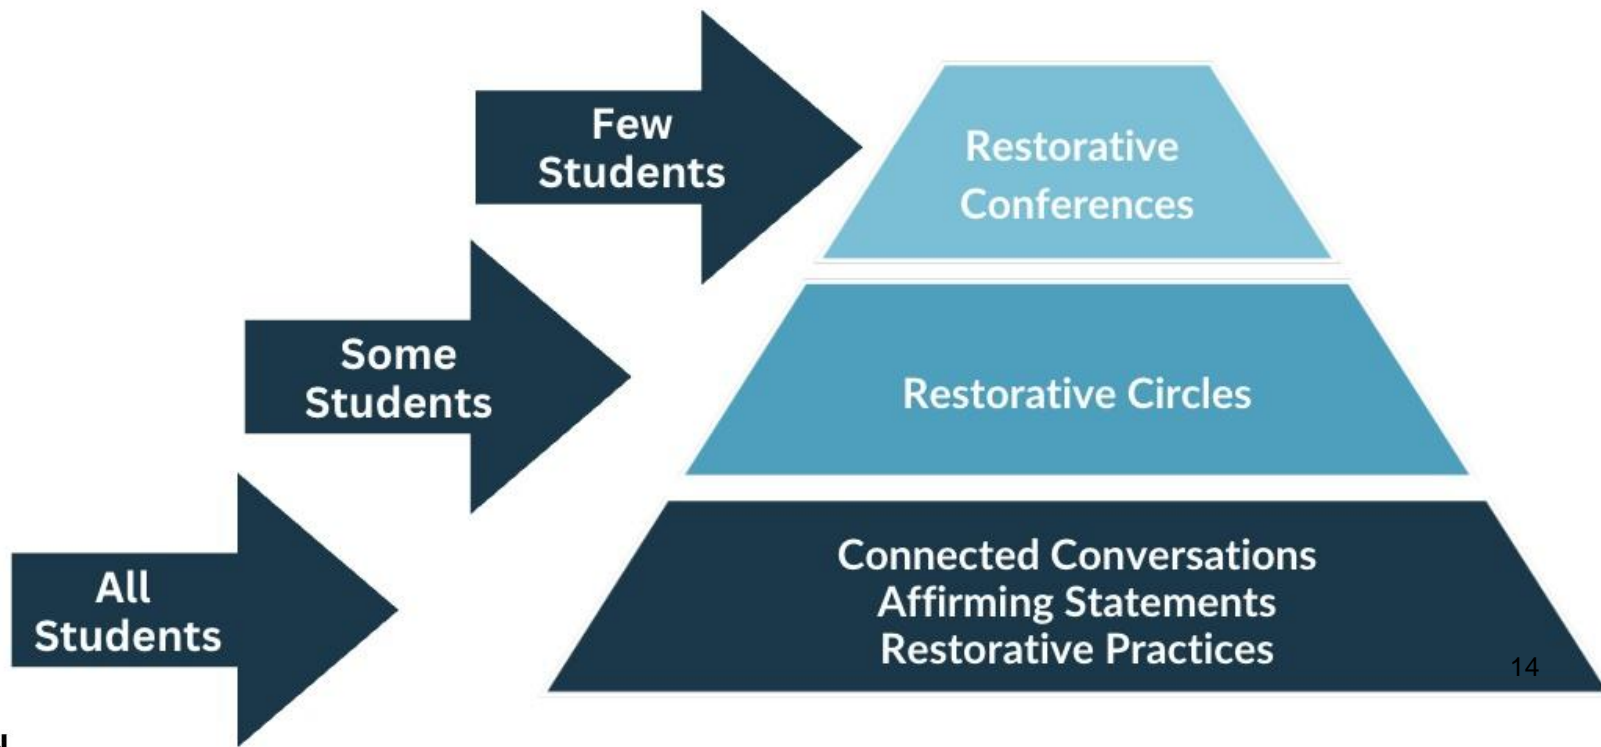 Few
Students
Restorative
Conferences
Some
Students
Restorative Circles
All
Students
Connected Conversations
Affirming Statements
Restorative Practices
14